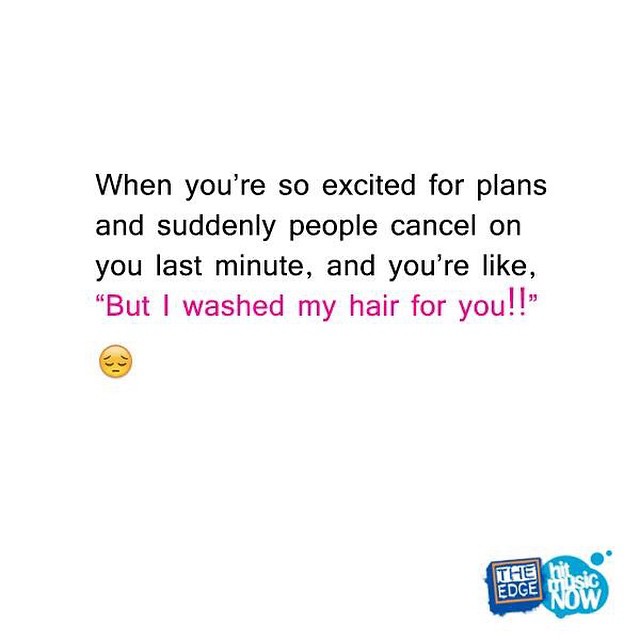 When you’re so excited for plans
and suddenly people cancel on
you last minute, and you’re like,
“But I washed my hair for you!!”
THE
EDGE
hit
music
NOW